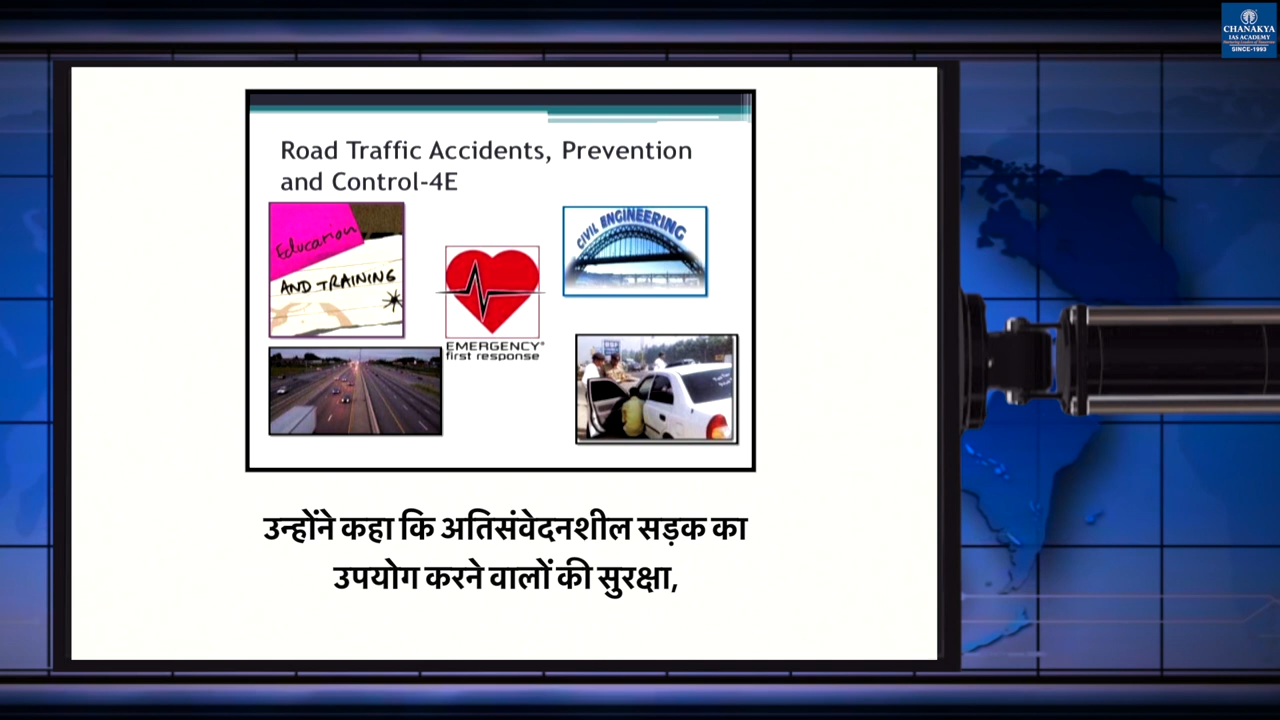 CHANAKYA
IAS ACADEMY
SINCE-1993
Road Traffic Accidents, Prevention
and Control-4E
Education
AND TRAINING
CIVIL ENGINEERING
EMERGENCY
first response
उन्होंने कहा कि अतिसंवेदनशील सड़क का
उपयोग करने वालों की सुरक्षा,